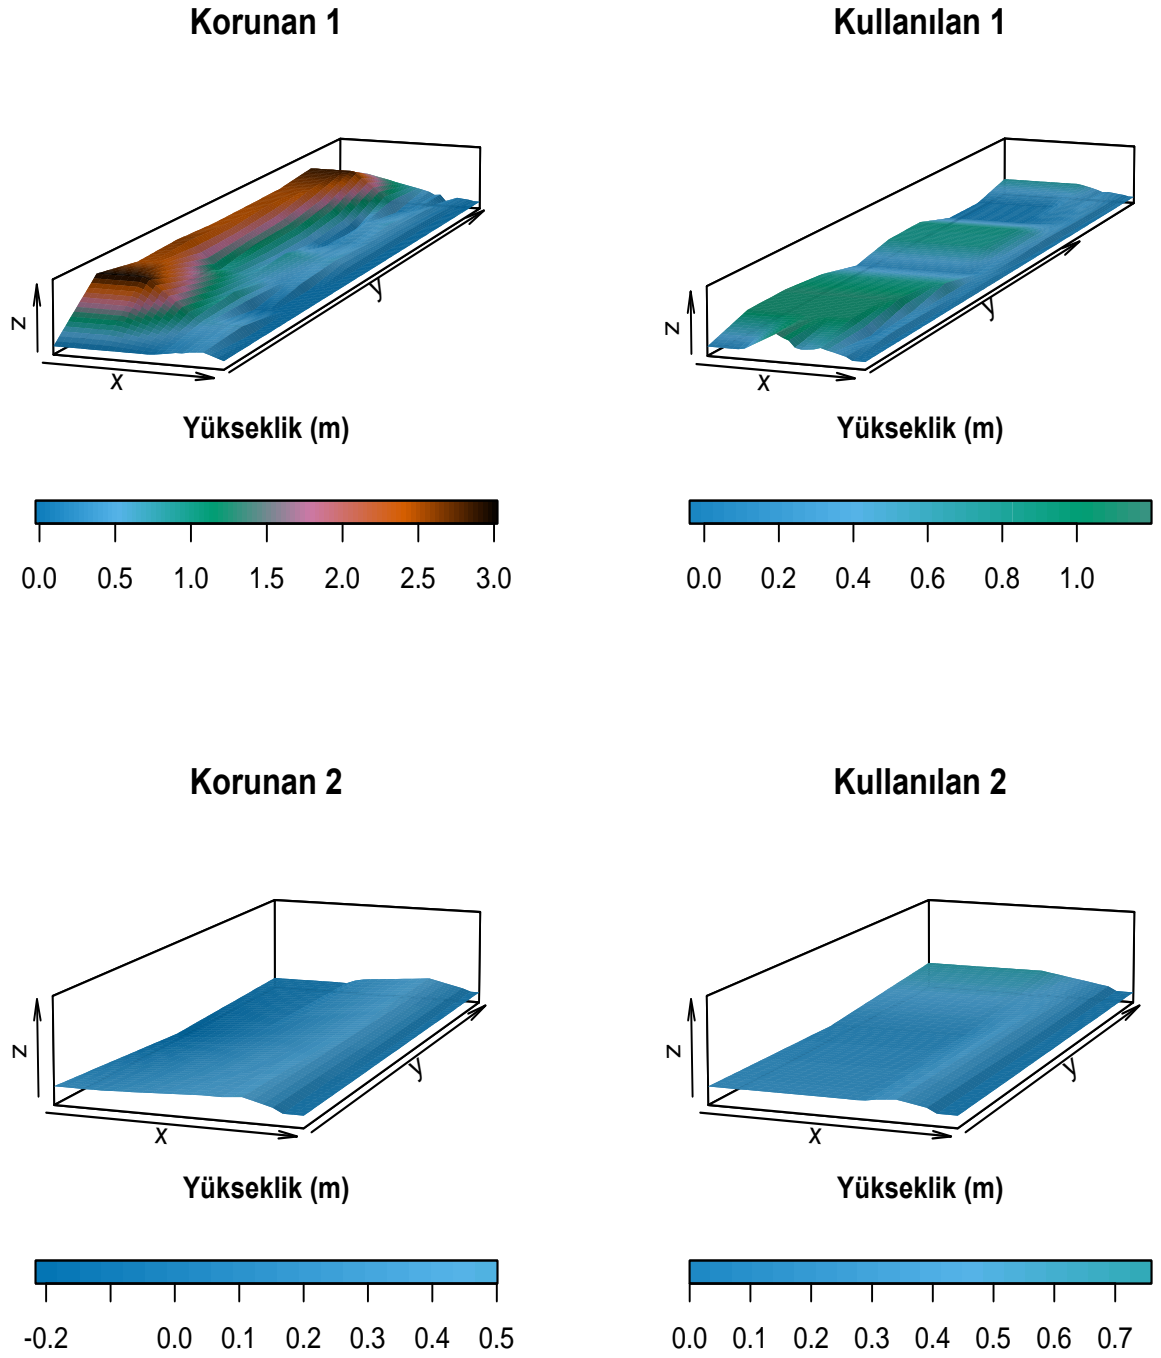 Korunan 1
Z
X
Y
Yükseklik (m)
0.0 0.5 1.0 1.5 2.0 2.5 3.0
Kullanılan 1
Z
X
Y
Yükseklik (m)
0.0 0.2 0.4 0.6 0.8 1.0
Korunan 2
Z
X
Y
Yükseklik (m)
-0.2 0.0 0.1 0.2 0.3 0.4 0.5
Kullanılan 2
Z
X
Y
Yükseklik (m)
0.0 0.1 0.2 0.3 0.4 0.5 0.6 0.7